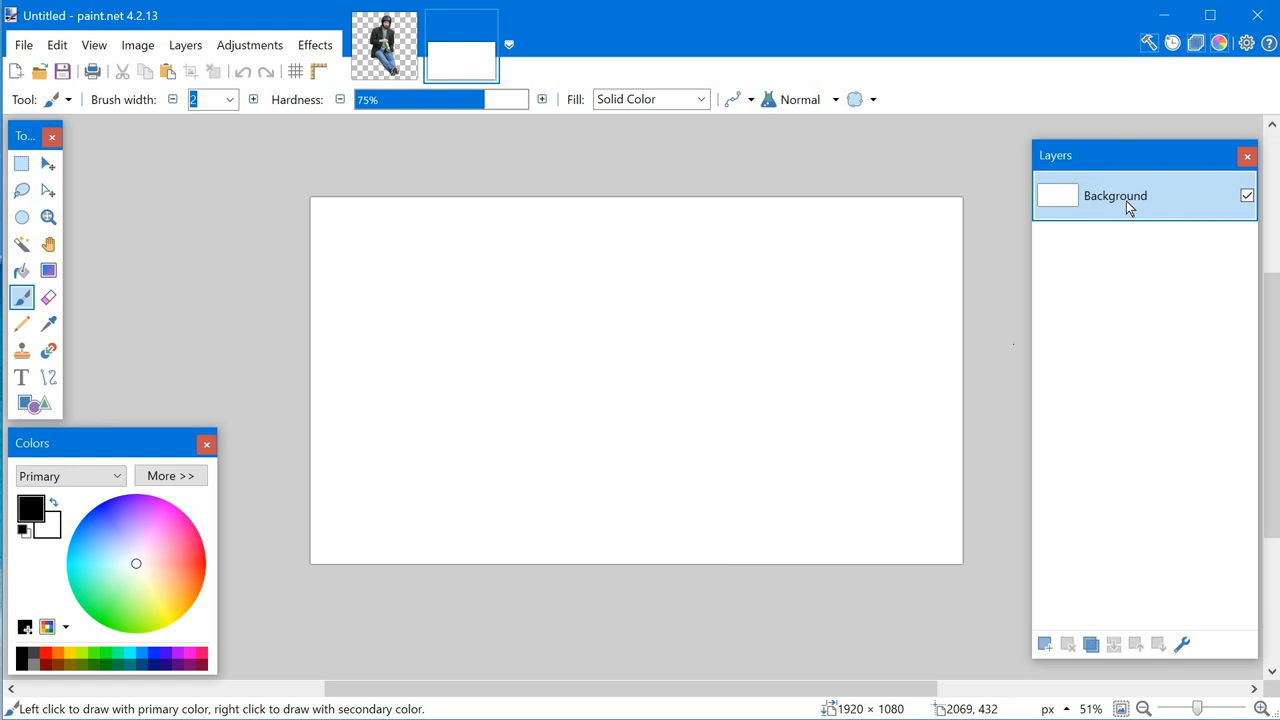 Untitled - paint.net 4.2.13
File Edit View Image Layers Adjustments Effects
Tool: Brush width: 2 Hardness: 75% Fill: Solid Color Normal
To...
Layers
Background
Colors
Primary More >>
Left click to draw with primary color, right click to draw with secondary color. 1920 × 1080 2069, 432 px 51%